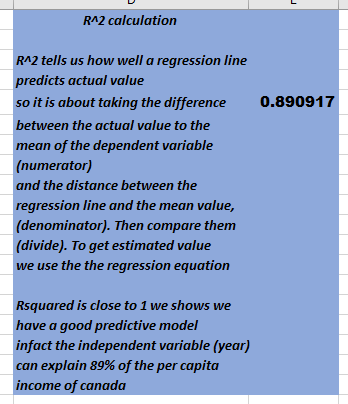 R^2 calculation
R^2 tells us how well a regression line
predicts actual value
so it is about taking the difference 0.890917
between the actual value to the
mean of the dependent variable
(numerator)
and the distance between the
regression line and the mean value,
(denominator). Then compare them
(divide). To get estimated value
we use the the regression equation
Rsquared is close to 1 we shows we
have a good predictive model
infact the independent variable (year)
can explain 89% of the per capita
income of canada